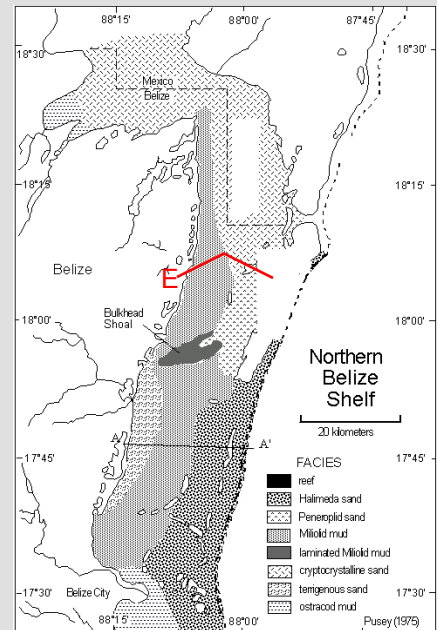 88°15'
88°00'
87°45'
18°30'
18°30'
Mexico
Belize
18°15'
18°15'
Belize
E
Bulkhead
Shoal
18°00'
18°00'
Northern
Belize
Shelf
20 kilometers
A
A'
17°45'
17°45'
FACIES
reef
Halimeda sand
Peneroplid sand
Miliolid mud
laminated Miliolid mud
cryptocrystalline sand
terrigenous sand
ostracod mud
17°30'
Belize City
17°30'
88°15'
88°00'
Pusey (1975)